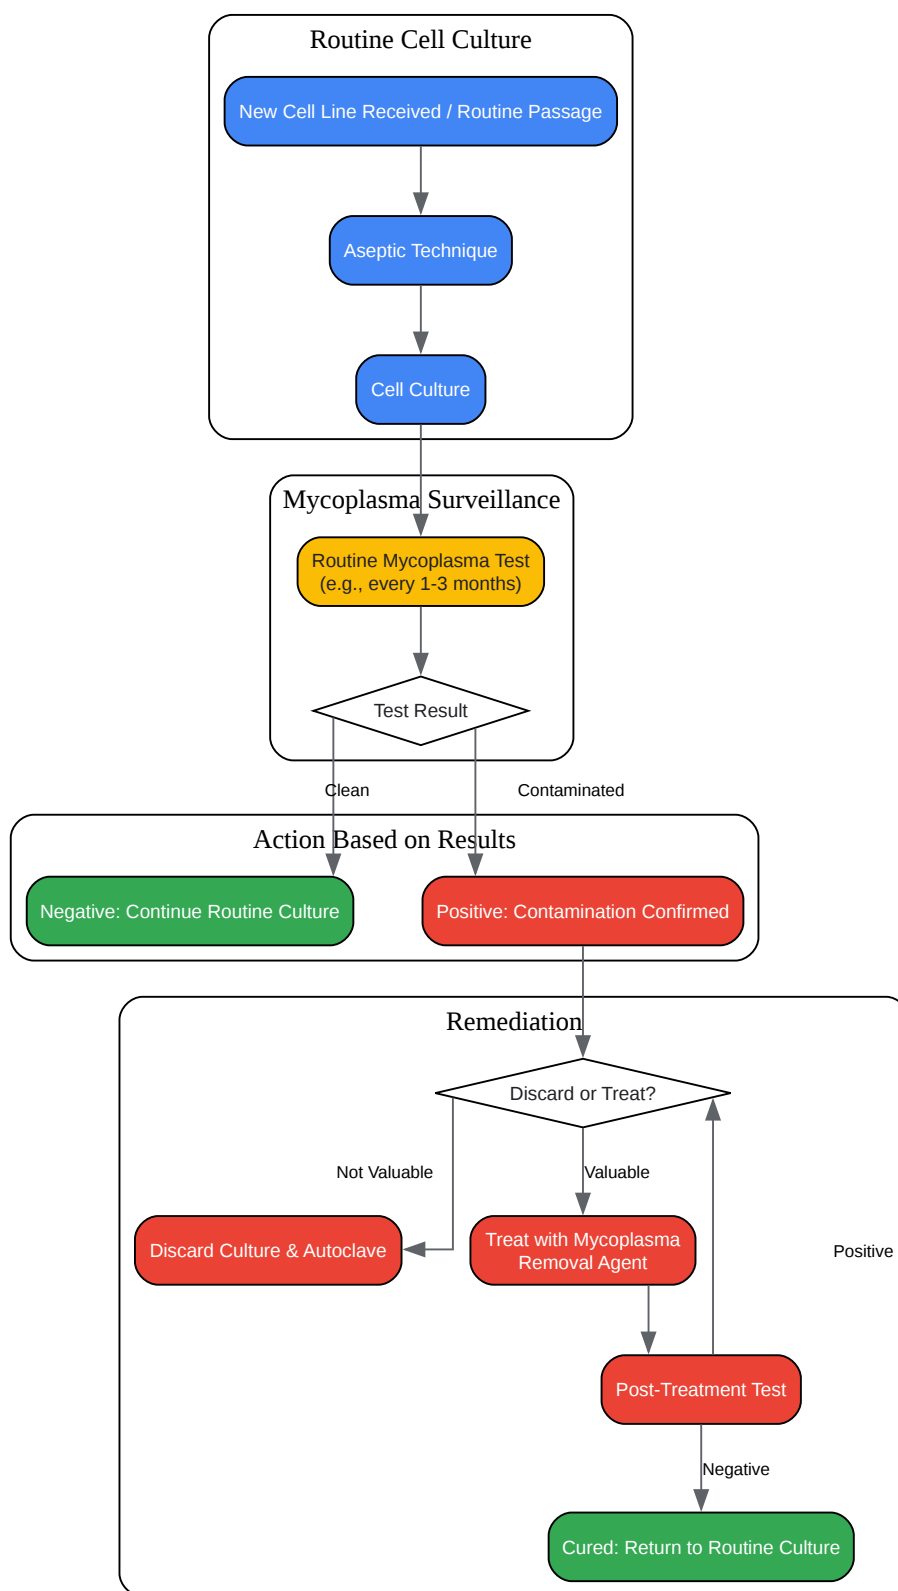 Routine Cell Culture
New Cell Line Received / Routine Passage
Aseptic Technique
Cell Culture
Mycoplasma Surveillance
Routine Mycoplasma Test
(e.g., every 1-3 months)
Test Result
Clean
Contaminated
Action Based on Results
Negative: Continue Routine Culture
Positive: Contamination Confirmed
Remediation
Discard or Treat?
Not Valuable
Valuable
Discard Culture & Autoclave
Treat with Mycoplasma
Removal Agent
Positive
Post-Treatment Test
Negative
Cured: Return to Routine Culture